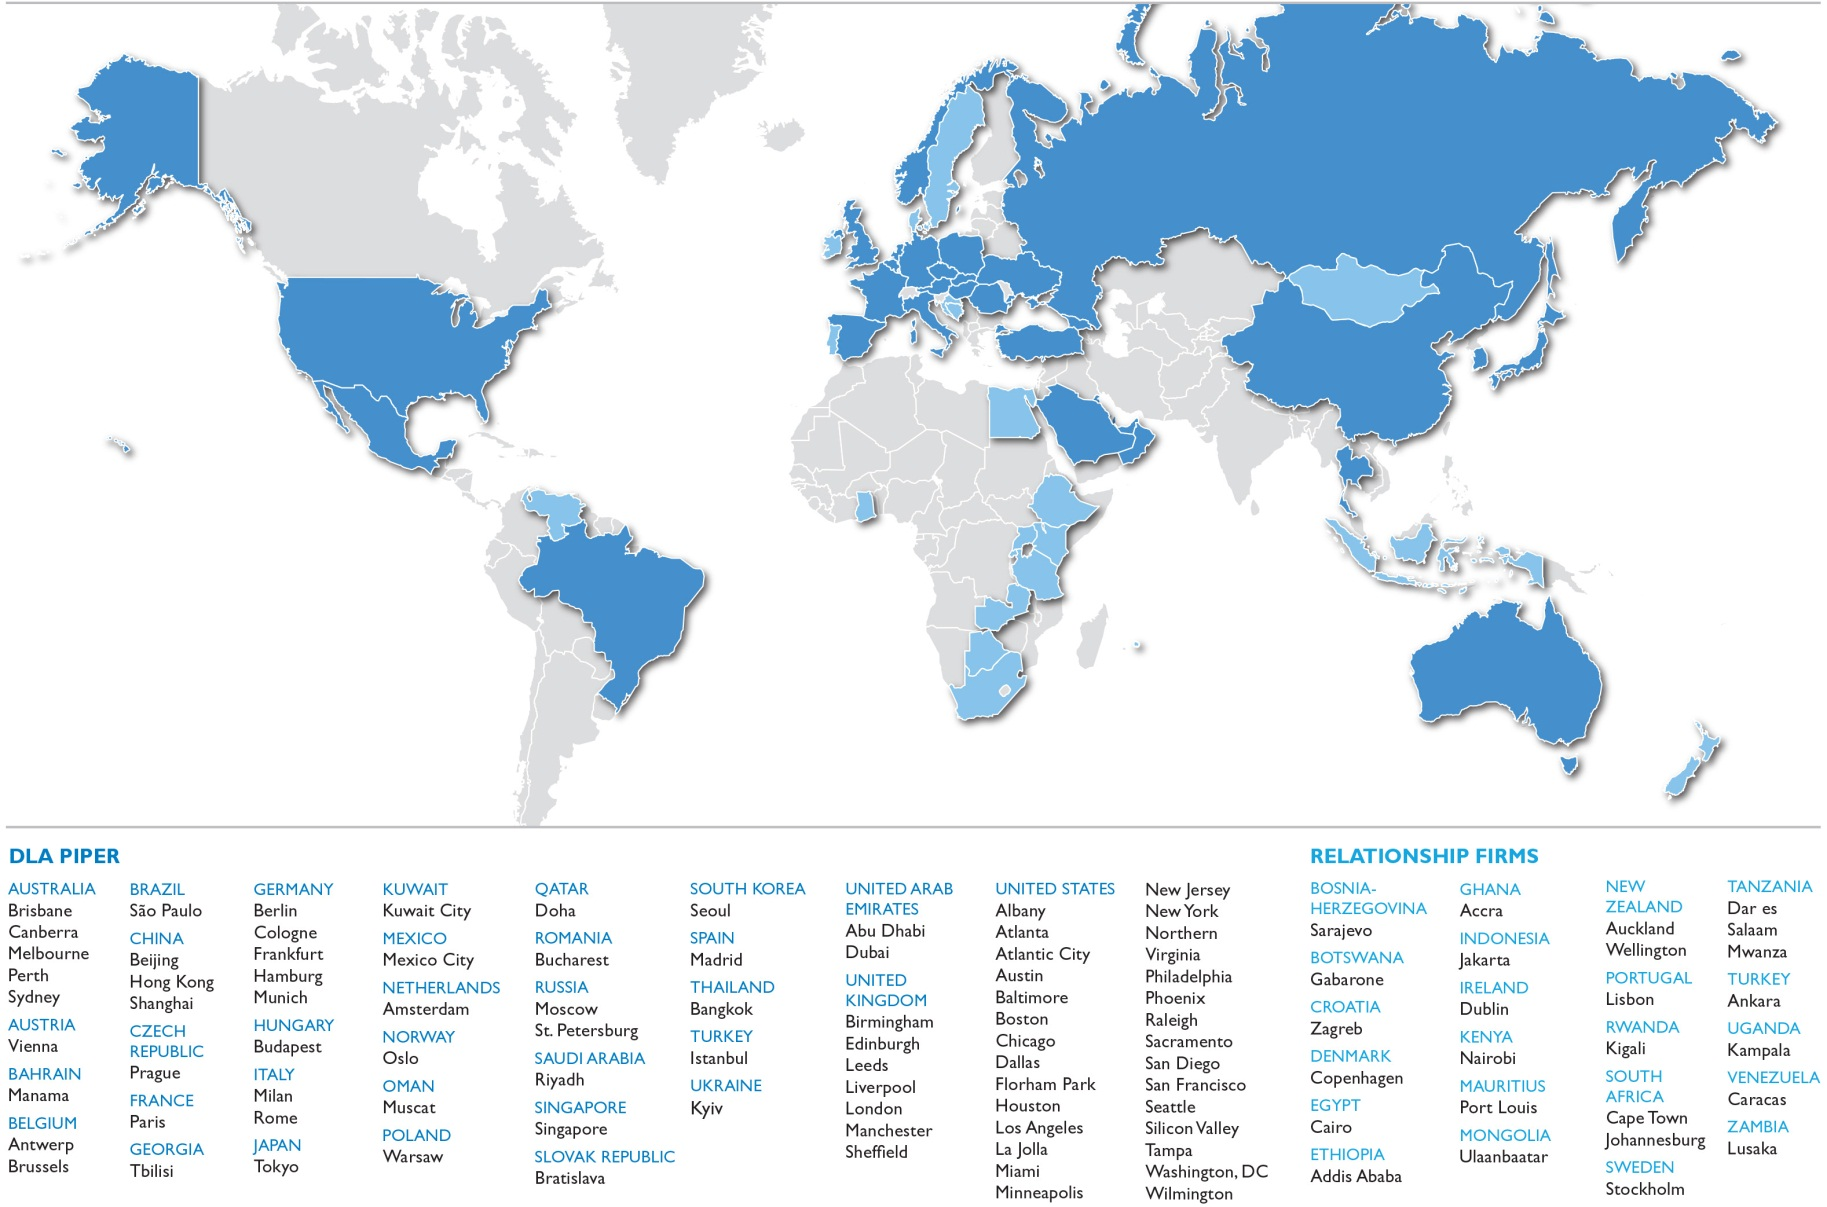 DLA PIPER
AUSTRALIA
Brisbane
Canberra
Melbourne
Perth
Sydney
AUSTRIA
Vienna
BAHRAIN
Manama
BELGIUM
Antwerp
Brussels
BRAZIL
São Paulo
CHINA
Beijing
Hong Kong
Shanghai
CZECH
REPUBLIC
Prague
FRANCE
Paris
GEORGIA
Tbilisi
GERMANY
Berlin
Cologne
Frankfurt
Hamburg
Munich
HUNGARY
Budapest
ITALY
Milan
Rome
JAPAN
Tokyo
KUWAIT
Kuwait City
MEXICO
Mexico City
NETHERLANDS
Amsterdam
NORWAY
Oslo
OMAN
Muscat
POLAND
Warsaw
QATAR
Doha
ROMANIA
Bucharest
RUSSIA
Moscow
St. Petersburg
SAUDI ARABIA
Riyadh
SINGAPORE
Singapore
SLOVAK REPUBLIC
Bratislava
SOUTH KOREA
Seoul
SPAIN
Madrid
THAILAND
Bangkok
TURKEY
Istanbul
UKRAINE
Kyiv
UNITED ARAB
EMIRATES
Abu Dhabi
Dubai
UNITED
KINGDOM
Birmingham
Edinburgh
Leeds
Liverpool
London
Manchester
Sheffield
UNITED STATES
Albany
Atlanta
Atlantic City
Austin
Baltimore
Boston
Chicago
Dallas
Florham Park
Houston
Los Angeles
La Jolla
Miami
Minneapolis
New Jersey
New York
Northern
Virginia
Philadelphia
Phoenix
Raleigh
Sacramento
San Diego
San Francisco
Seattle
Silicon Valley
Tampa
Washington, DC
Wilmington
RELATIONSHIP FIRMS
BOSNIA-
HERZEGOVINA
Sarajevo
BOTSWANA
Gabarone
CROATIA
Zagreb
DENMARK
Copenhagen
EGYPT
Cairo
ETHIOPIA
Addis Ababa
GHANA
Accra
INDONESIA
Jakarta
IRELAND
Dublin
KENYA
Nairobi
MAURITIUS
Port Louis
MONGOLIA
Ulaanbaatar
NEW
ZEALAND
Auckland
Wellington
PORTUGAL
Lisbon
RWANDA
Kigali
SOUTH
AFRICA
Cape Town
Johannesburg
SWEDEN
Stockholm
TANZANIA
Dar es
Salaam
Mwanza
TURKEY
Ankara
UGANDA
Kampala
VENEZUELA
Caracas
ZAMBIA
Lusaka